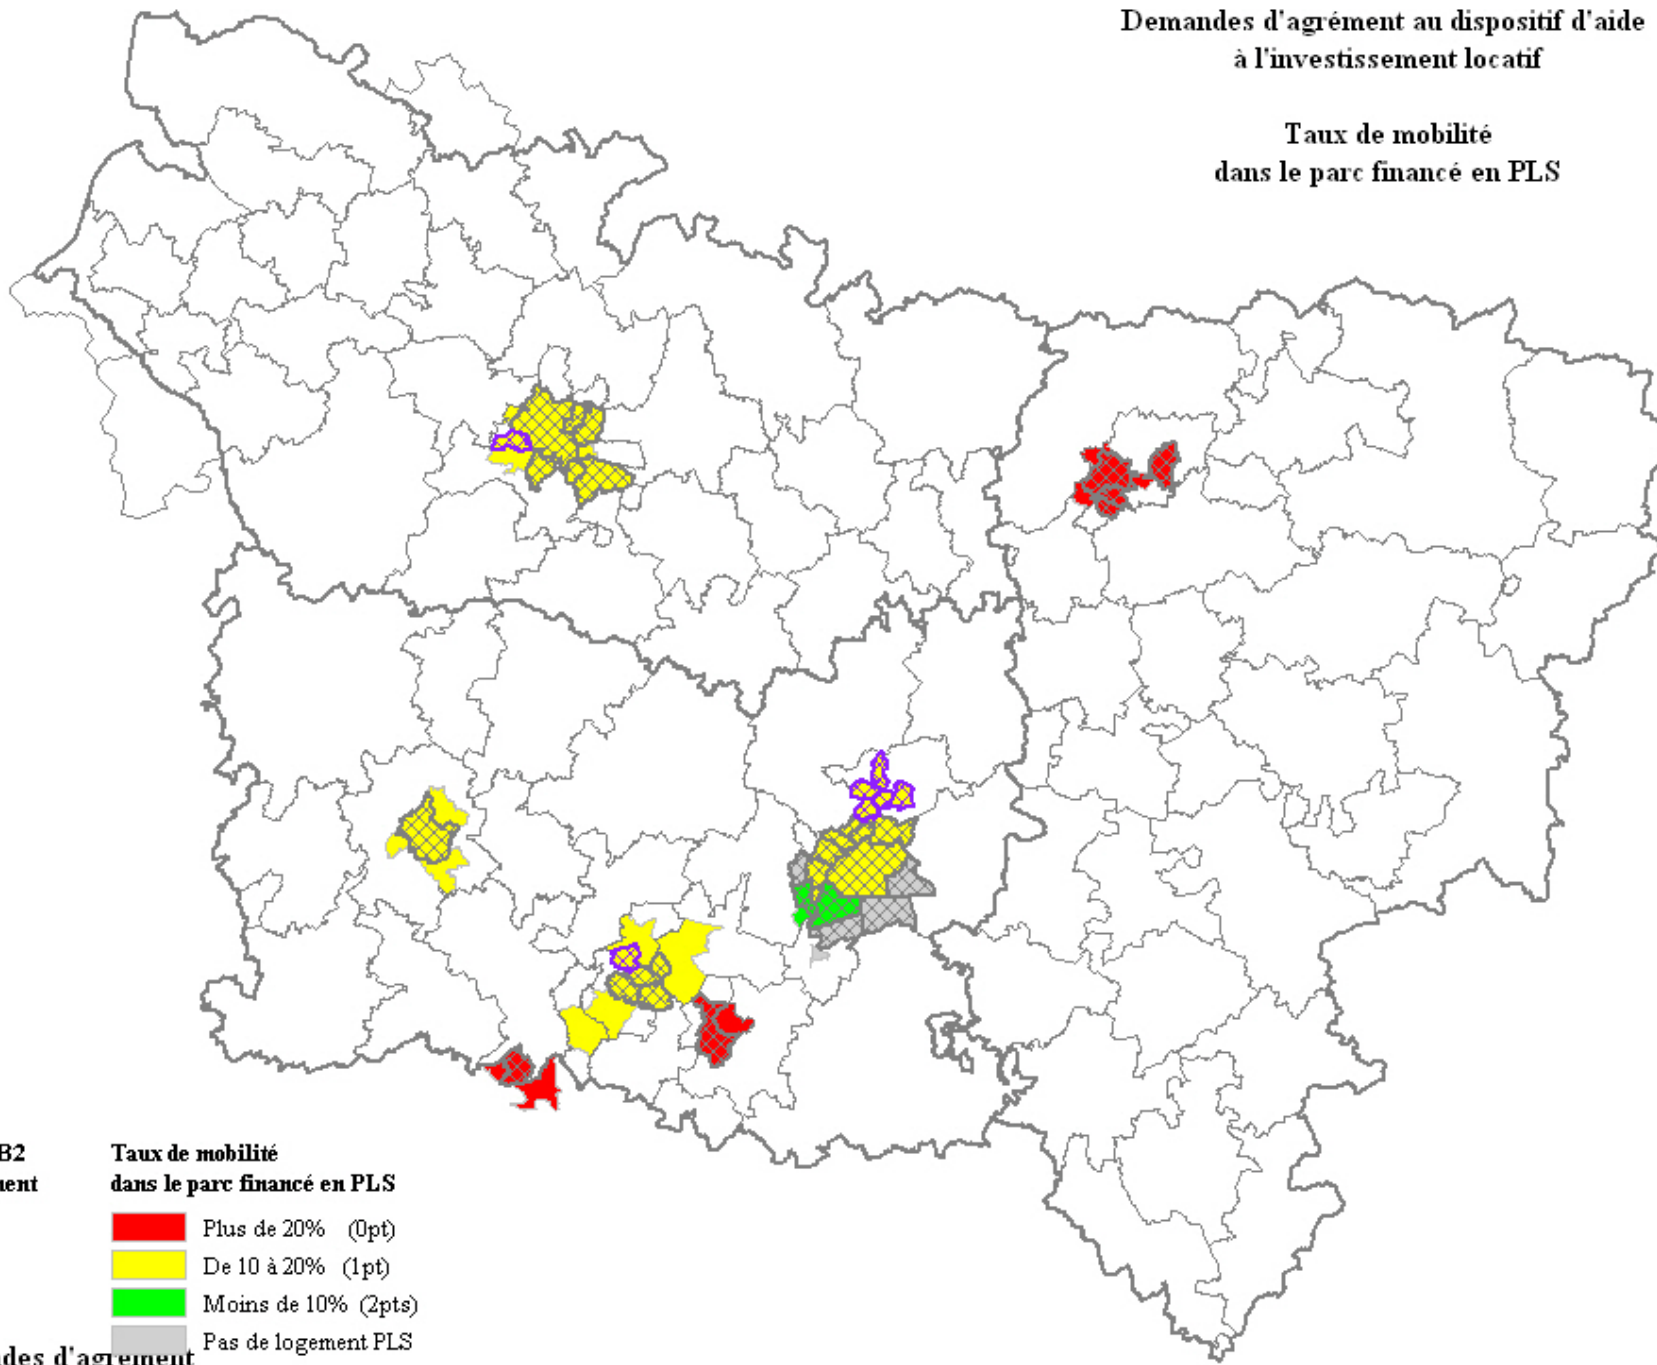 Demandes d'agrément au dispositif d'aide
à l'investissement locatif
Taux de mobilité
dans le parc financé en PLS
B2
Taux de mobilité
dans le parc financé en PLS
Plus de 20% (0pt)
De 10 à 20% (1pt)
Moins de 10% (2pts)
Pas de logement PLS
d'agrément